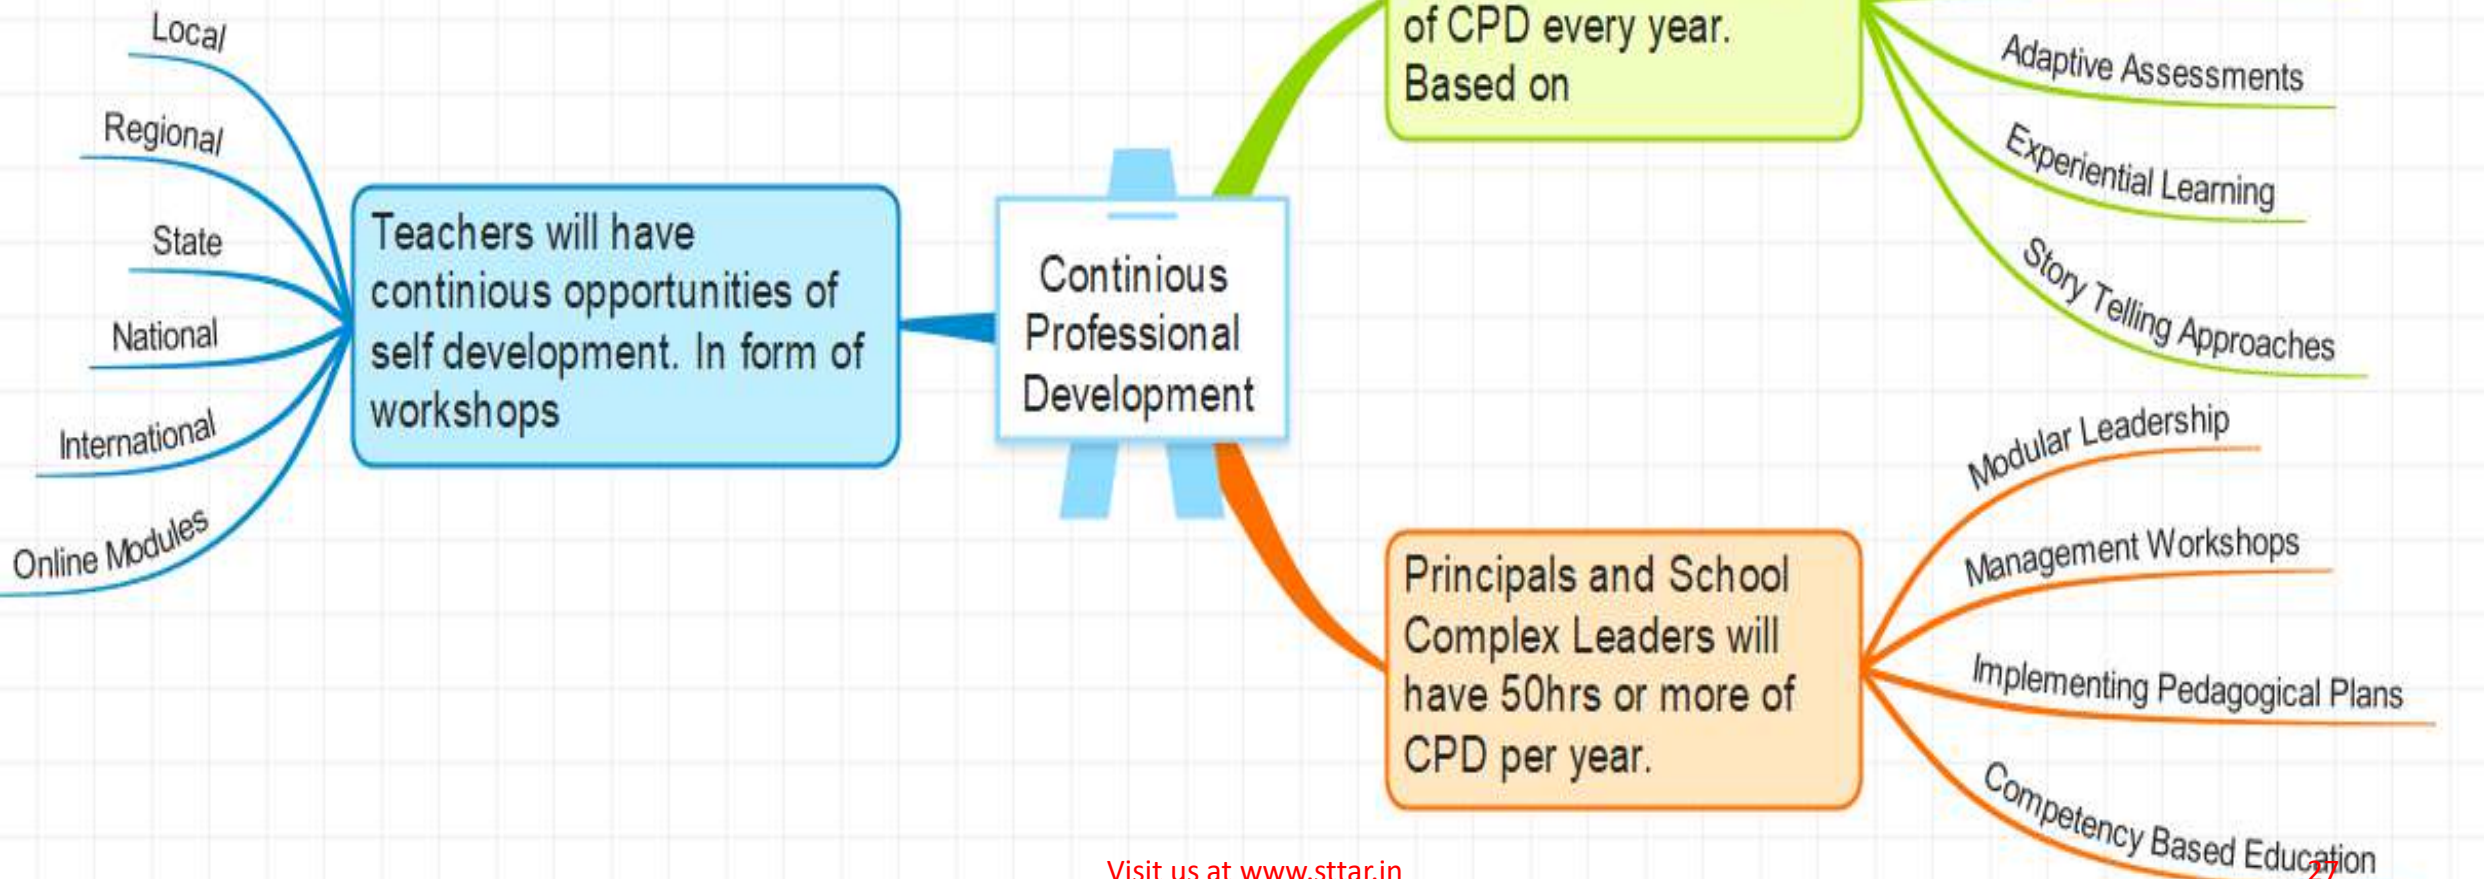 Local
Regional
State
National
International
Online Modules
Teachers will have
continious opportunities of
self development. In form of
workshops
Continious
Professional
Development
of CPD every year.
Based on
Adaptive Assessments
Experiential Learning
Story Telling Approaches
Principals and School
Complex Leaders will
have 50hrs or more of
CPD per year.
Modular Leadership
Management Workshops
Implementing Pedagogical Plans
Competency Based Education
Visit us at www.sttar.in
27